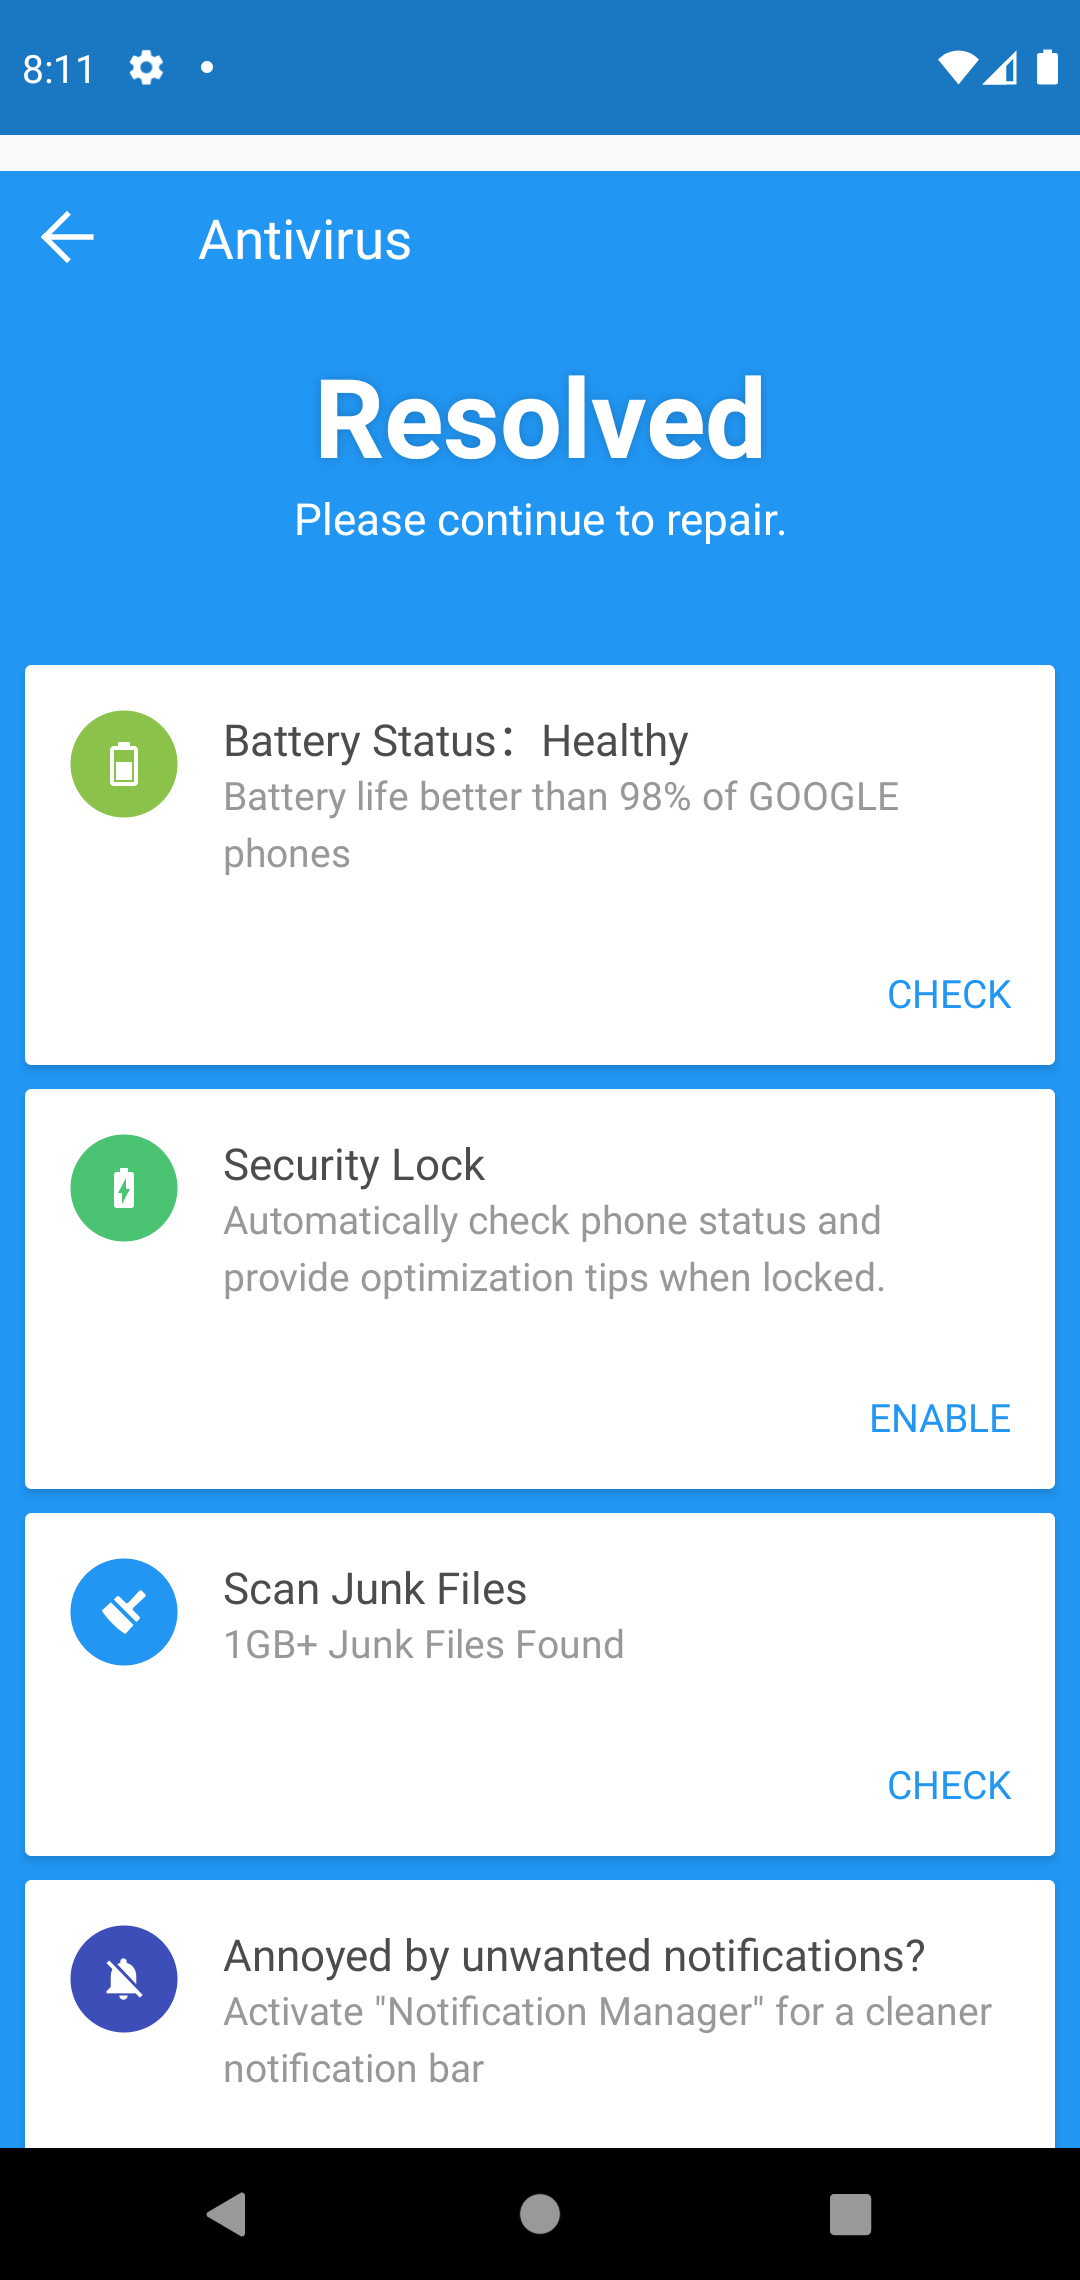 8:11
Antivirus
Resolved
Please continue to repair.
Battery Status： Healthy
Battery life better than 98% of GOOGLE
phones
CHECK
Security Lock
Automatically check phone status and
provide optimization tips when locked.
ENABLE
Scan Junk Files
1GB+ Junk Files Found
CHECK
Annoyed by unwanted notifications?
Activate "Notification Manager" for a cleaner
notification bar